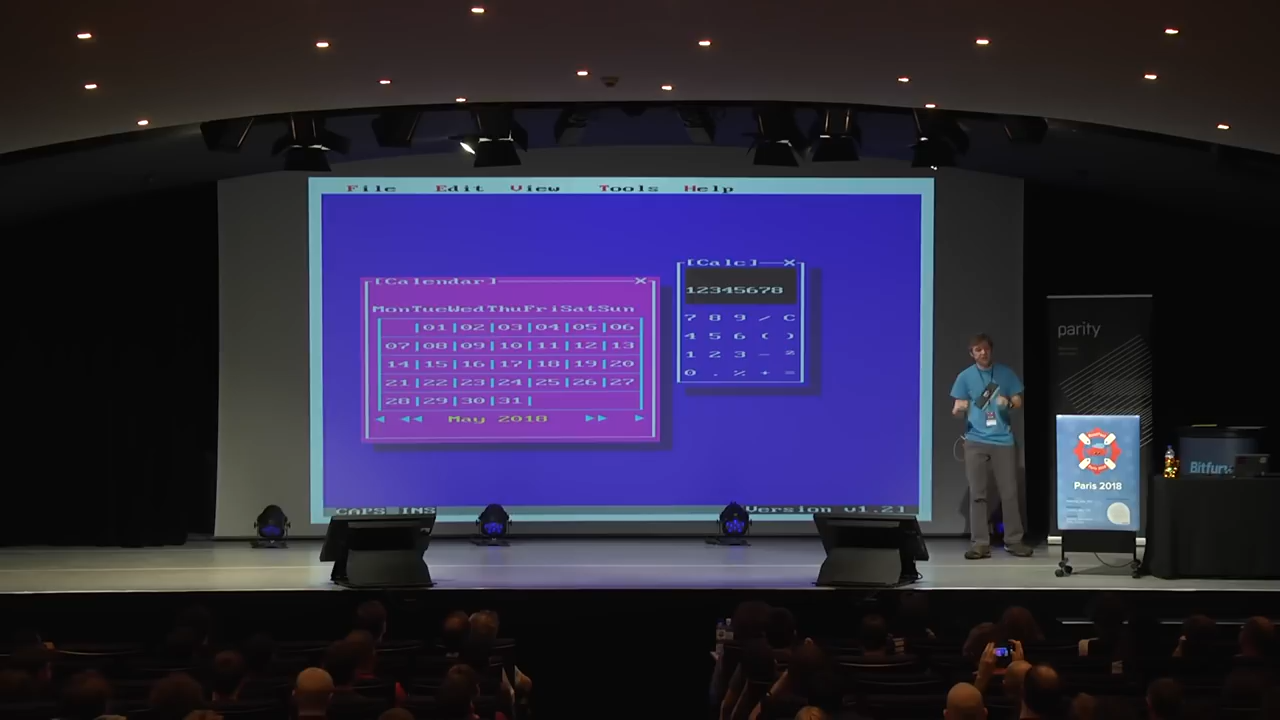 File Edit View Tools Help
[Calendar] X
MonTueWedThuFriSatSun
|01|02|03|04|05|06
07|08|09|10|11|12|13
14|15|16|17|18|19|20
21|22|23|24|25|26|27
28|29|30|31|
May 2018
[Calc] X
12345678
7 8 9 / C
4 5 6 ( )
1 2 3 - ²
0 . % + =
CAPS INS
Version v1.21
parity
Paris 2018
Bitfury